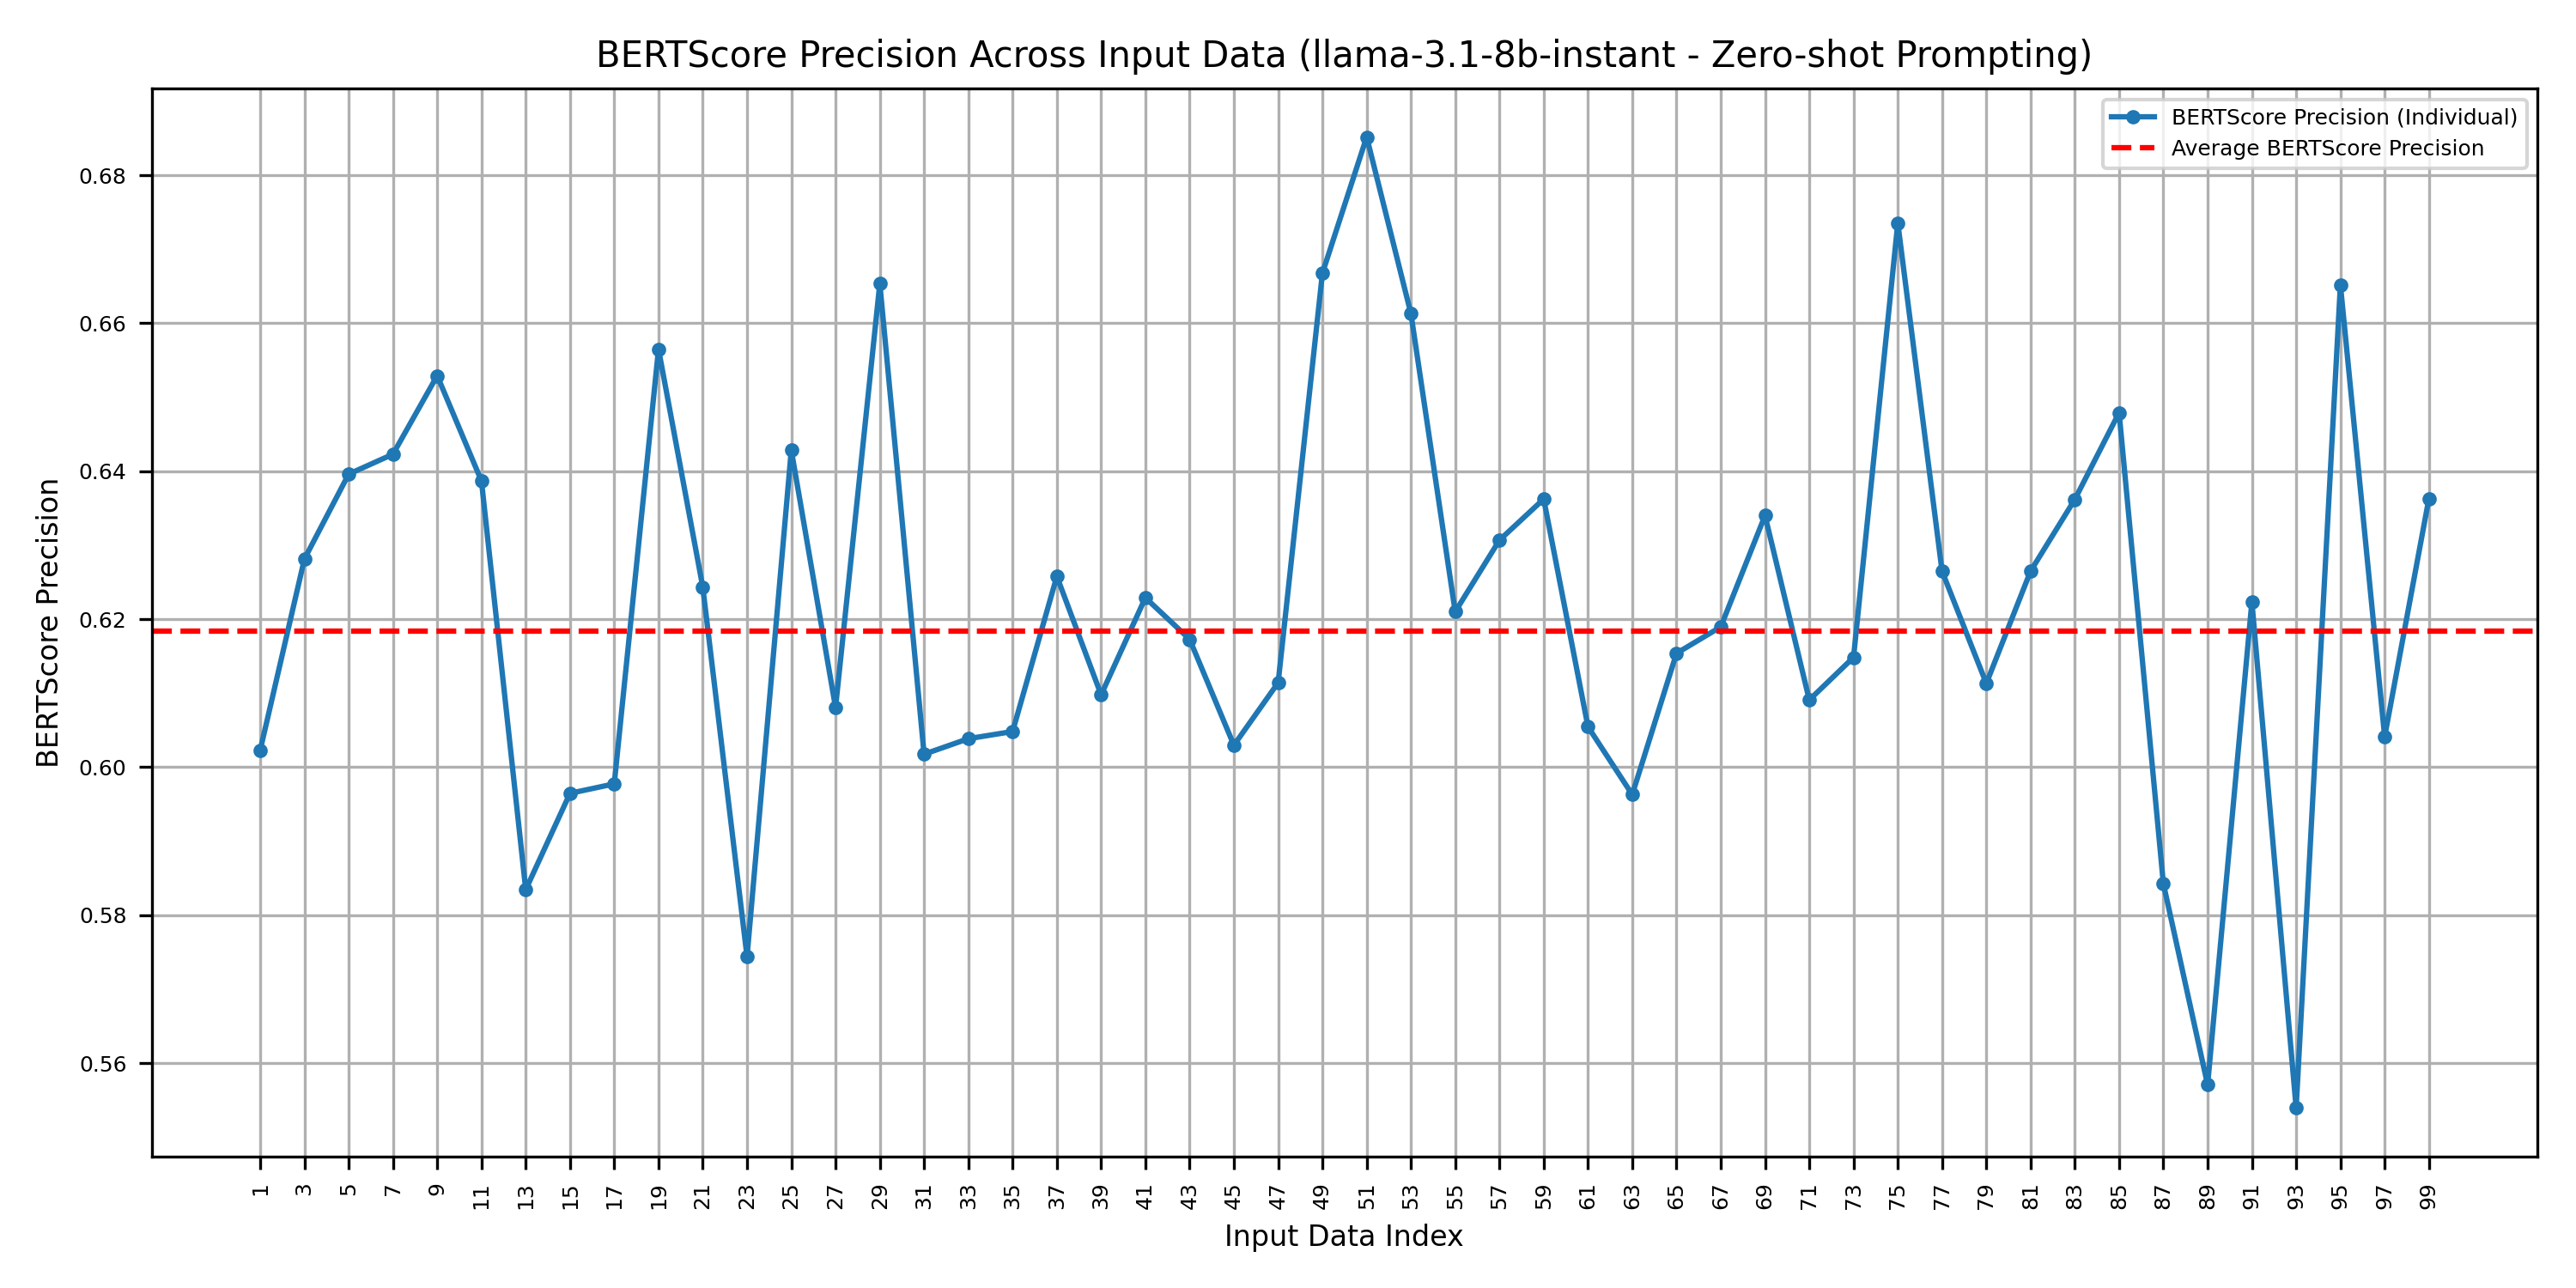 BERTScore Precision Across Input Data (llama-3.1-8b-instant - Zero-shot Prompting)
BERTScore Precision (Individual)
Average BERTScore Precision
BERTScore Precision
0.68
0.66
0.64
0.62
0.60
0.58
0.56
1 3 5 7 9 11 13 15 17 19 21 23 25 27 29 31 33 35 37 39 41 43 45 47 49 51 53 55 57 59 61 63 65 67 69 71 73 75 77 79 81 83 85 87 89 91 93 95 97 99
Input Data Index